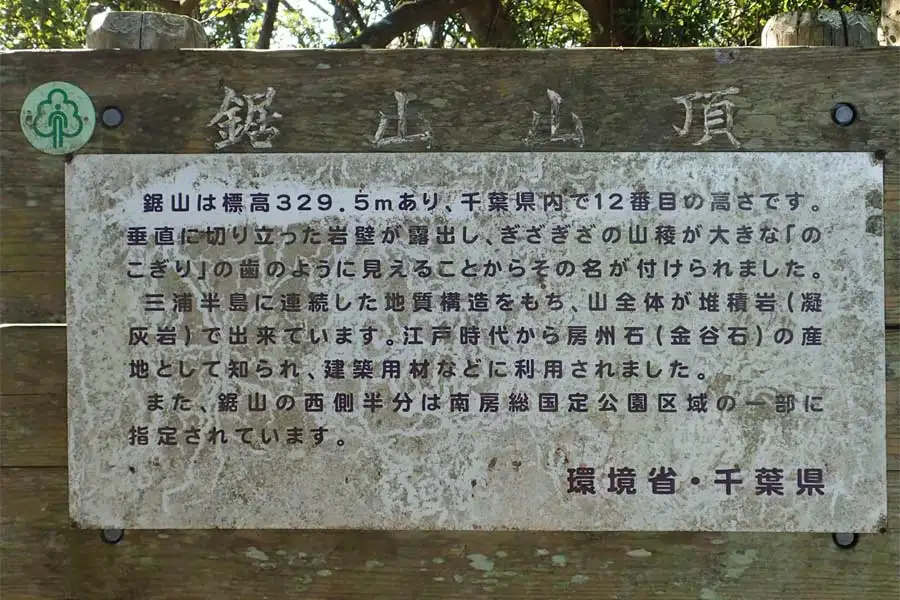 鋸山山頂
鋸山は標高329.5mあり、千葉県内で12番目の高さです。
垂直に切り立った岩壁が露出し、ぎざぎざの山稜が大きな「の
こぎり」の歯のように見えることからその名が付けられました。
三浦半島に連続した地質構造をもち、山全体が堆積岩(凝
灰岩)で出来ています。江戸時代から房州石(金谷石)の産
地として知られ、建築用材などに利用されました。
また、鋸山の西側半分は南房総国定公園区域の一部に
指定されています。
環境省・千葉県